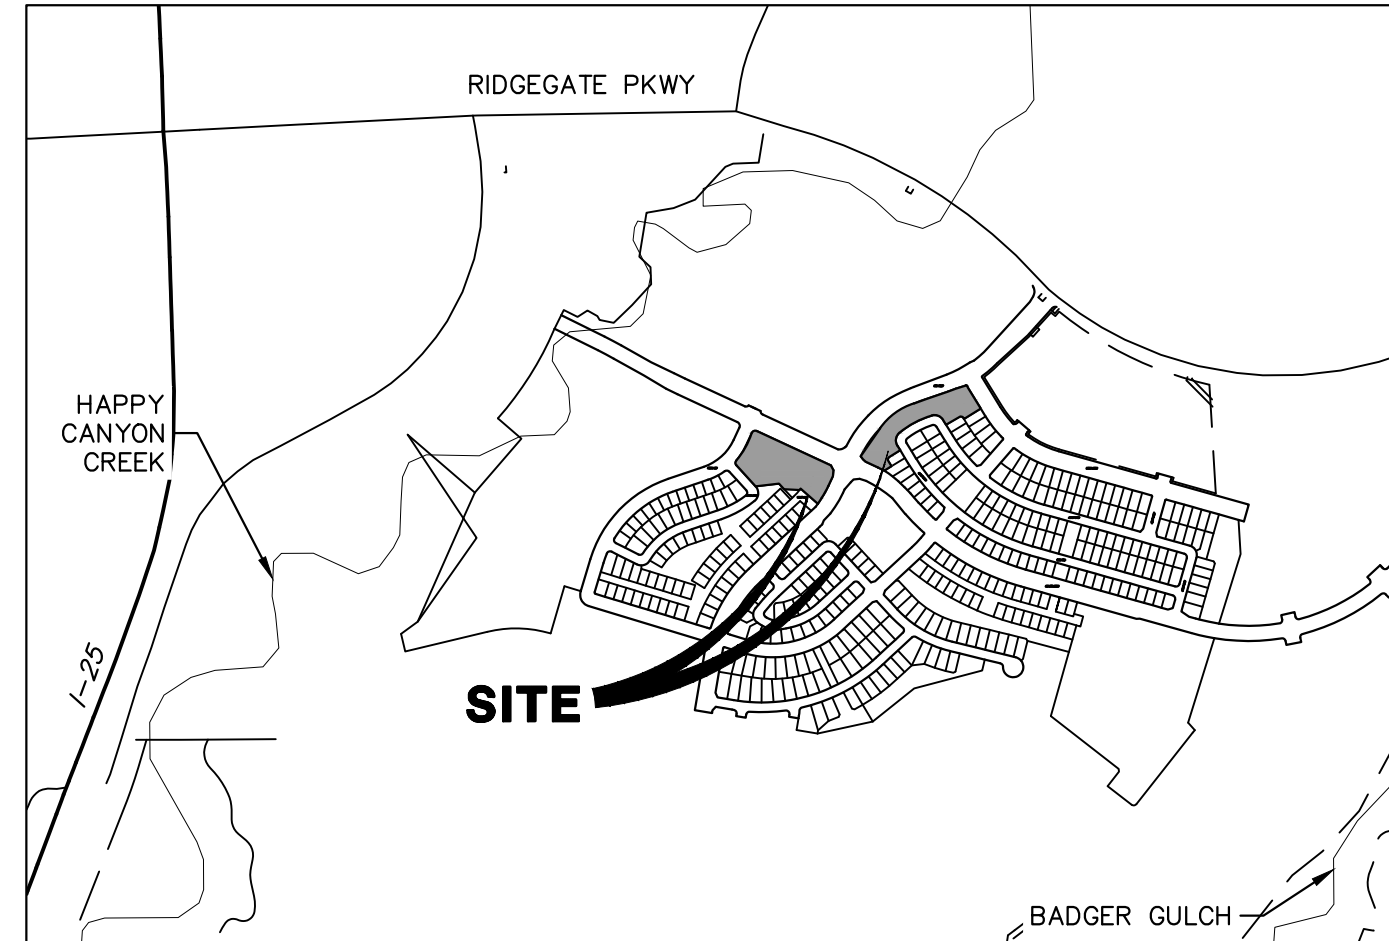 RIDGEGATE PKWY
HAPPY
CANYON
CREEK
I-25
SITE
BADGER GULCH